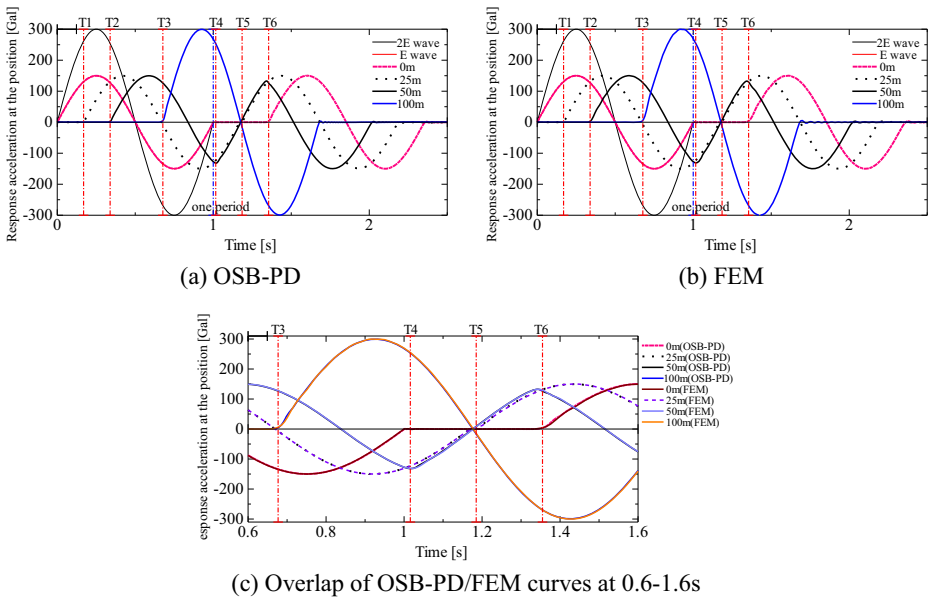 T1 T2 T3 T4 T5 T6
Response acceleration at the position [Gal]
300
200
100
0
-100
-200
-300
2E wave
E wave
0m
25m
50m
100m
one period
0 1 2
Time [s]
(a) OSB-PD
T1 T2 T3 T4 T5 T6
Response acceleration at the position [Gal]
300
200
100
0
-100
-200
-300
2E wave
E wave
0m
25m
50m
100m
one period
0 1 2
Time [s]
(b) FEM
T3 T4 T5 T6
esponse acceleration at the position [Gal]
300
200
100
0
-100
-200
-300
0m(OSB-PD)
25m(OSB-PD)
50m(OSB-PD)
100m(OSB-PD)
0m(FEM)
25m(FEM)
50m(FEM)
100m(FEM)
0.6 0.8 1 1.2 1.4 1.6
Time [s]
(c) Overlap of OSB-PD/FEM curves at 0.6-1.6s